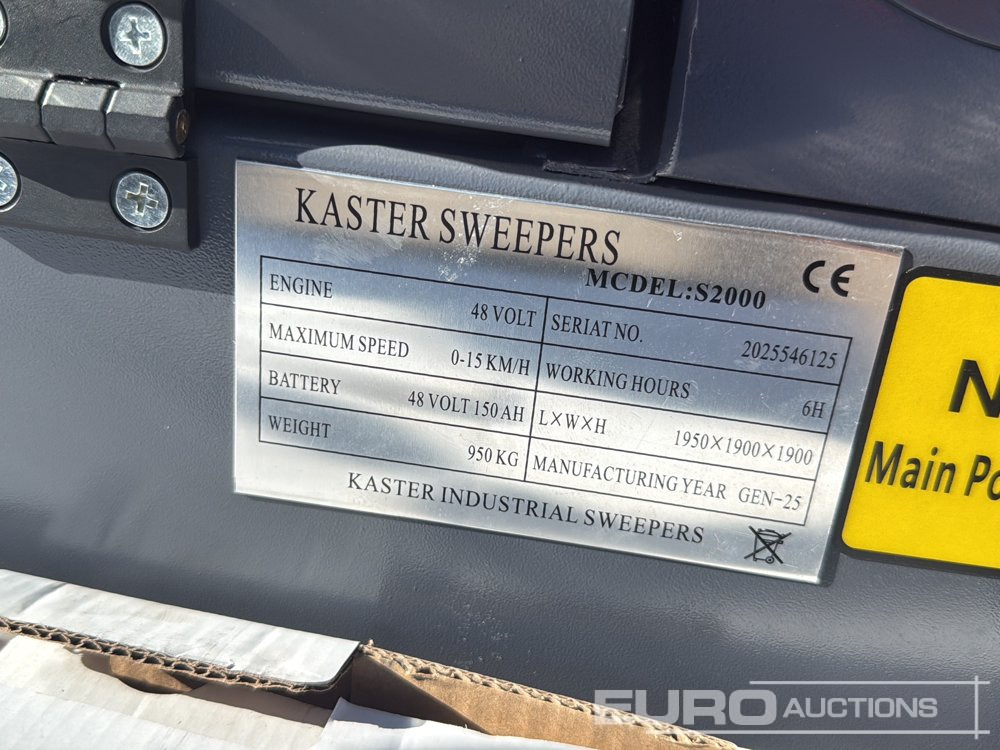 KASTER SWEEPERS
MCDEL:S2000
CE
ENGINE 48 VOLT
SERIAT NO. 2025546125
MAXIMUM SPEED 0-15 KM/H
WORKING HOURS 6H
BATTERY 48 VOLT 150 AH
L×W×H 1950×1900×1900
WEIGHT 950 KG
MANUFACTURING YEAR GEN-25
KASTER INDUSTRIAL SWEEPERS
Main
EURO AUCTIONS